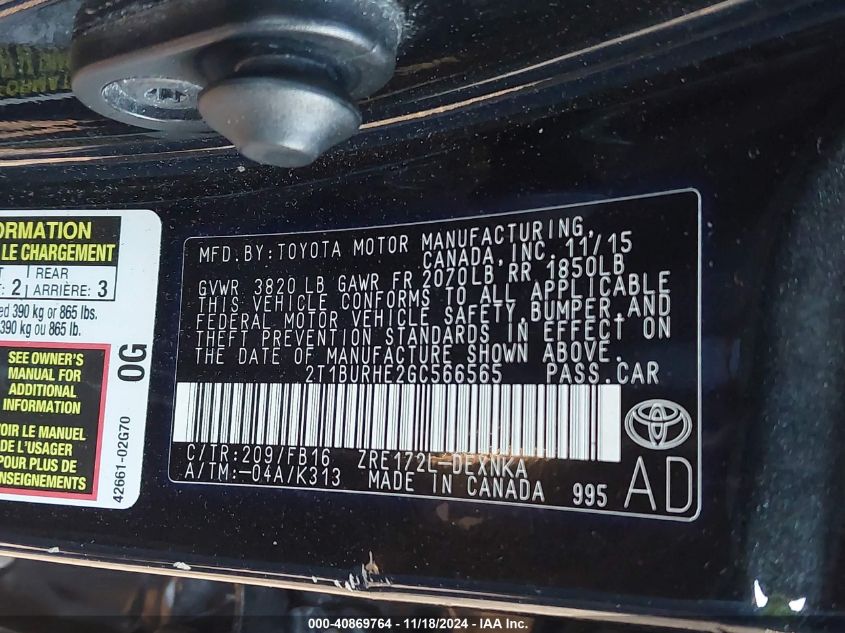 ORMATION
LE CHARGEMENT
REAR
: 2 ARRIÈRE: 3
390 kg or 865 lbs.
390 kg ou 865 lb.
SEE OWNER'S
MANUAL FOR
ADDITIONAL
INFORMATION
VOIR LE MANUEL
DE L'USAGER
POUR PLUS DE
RENSEIGNEMENTS
0G
42661-02G70
MFD.BY:TOYOTA MOTOR MANUFACTURING,
CANADA, INC. 11/15
GVWR 3820 LB GAWR FR 2070LB RR 1850LB
THIS VEHICLE CONFORMS TO ALL APPLICABLE
FEDERAL MOTOR VEHICLE SAFETY,BUMPER,AND
THEFT PREVENTION STANDARDS IN EFFECT ON
THE DATE OF MANUFACTURE SHOWN ABOVE.
2T1BURHE2GC566565 PASS.CAR
C/TR:209/FB16 ZRE172L-DEXNKA
A/TM:-04A/K313 MADE IN CANADA 995 AD
000-40869764 - 11/18/2024 - IAA Inc.